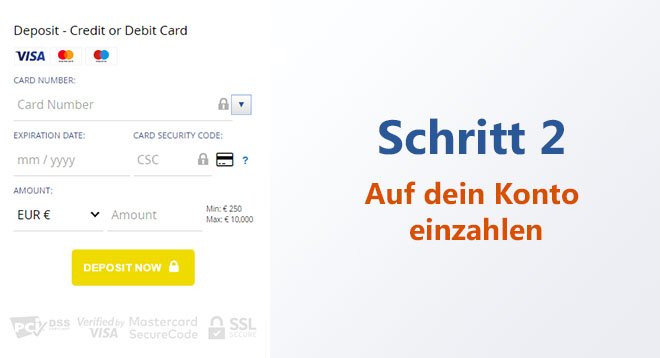 Deposit - Credit or Debit Card
VISA mastercard maestro
CARD NUMBER:
Card Number
EXPIRATION DATE: CARD SECURITY CODE:
mm / yyyy CSC ?
AMOUNT:
EUR € Amount Min: € 250
Max: € 10,000
DEPOSIT NOW
PCI DSS Verified by VISA Mastercard SecureCode SSL SECURE
Schritt 2
Auf dein Konto
einzahlen